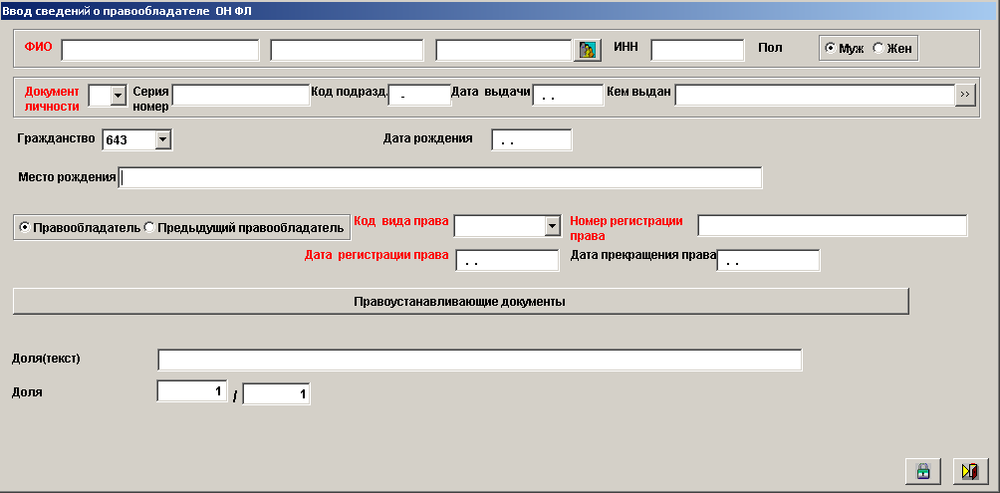 Ввод сведений о правообладателе ОН ФЛ
ФИО ИНН Пол Муж Жен
Документ личности Серия номер Код подразд. - Дата выдачи . . Кем выдан >>
Гражданство 643 Дата рождения . .
Место рождения
Правообладатель Предыдущий правообладатель Код вида права Номер регистрации права
Дата регистрации права . . Дата прекращения права . .
Правоустанавливающие документы
Доля(текст)
Доля 1 / 1